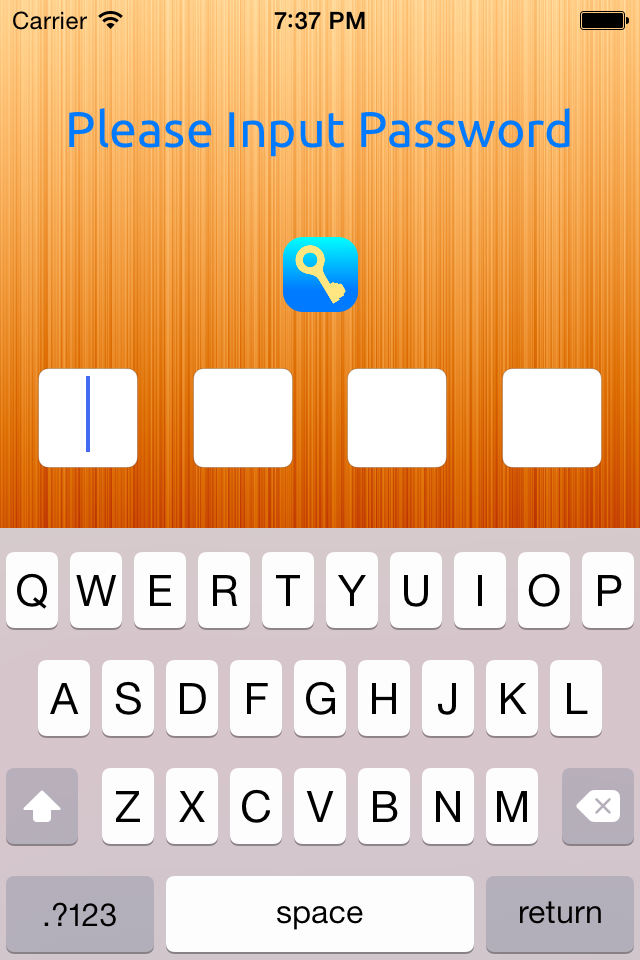 Carrier 7:37 PM
Please Input Password
Q W E R T Y U I O P
A S D F G H J K L
Z X C V B N M
.?123 space return